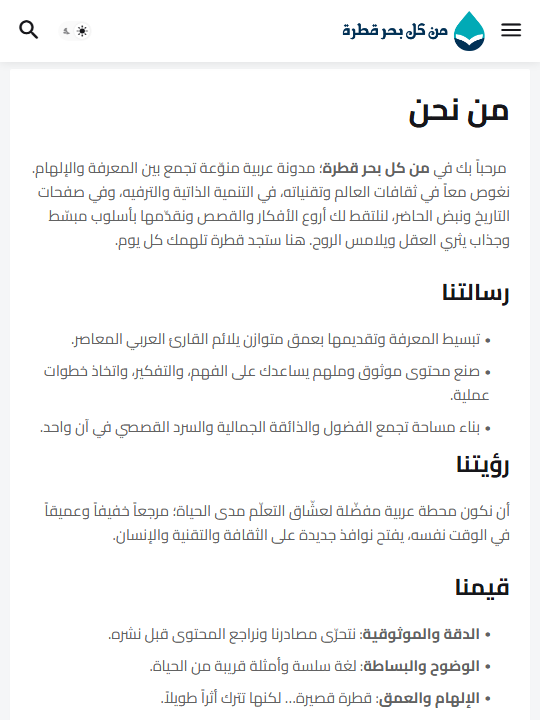 من كل بحر قطرة
من نحن
مرحباً بك في من كل بحر قطرة؛ مدونة عربية منوّعة تجمع بين المعرفة والإلهام.
نغوص معاً في ثقافات العالم وتقنياته، في التنمية الذاتية والترفيه، وفي صفحات
التاريخ ونبض الحاضر، لنلتقط لك أروع الأفكار والقصص ونقدّمها بأسلوب مبسّط
وجذاب يثري العقل ويلامس الروح. هنا ستجد قطرة تلهمك كل يوم.
رسالتنا
• تبسيط المعرفة وتقديمها بعمق متوازن يلائم القارئ العربي المعاصر.
• صنع محتوى موثوق وملهم يساعدك على الفهم، والتفكير، واتخاذ خطوات
عملية.
• بناء مساحة تجمع الفضول والذائقة الجمالية والسرد القصصي في آن واحد.
رؤيتنا
أن نكون محطة عربية مفضّلة لعشّاق التعلّم مدى الحياة؛ مرجعاً خفيفاً وعميقاً
في الوقت نفسه، يفتح نوافذ جديدة على الثقافة والتقنية والإنسان.
قيمنا
• الدقة والموثوقية: نتحرّى مصادرنا ونراجع المحتوى قبل نشره.
• الوضوح والبساطة: لغة سلسة وأمثلة قريبة من الحياة.
• الإلهام والعمق: قطرة قصيرة... لكنها تترك أثراً طويلاً.